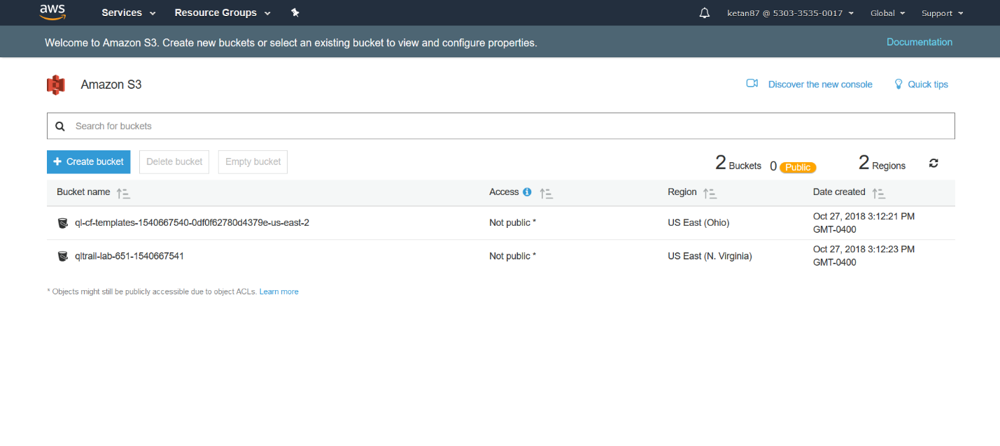 aws Services Resource Groups ketan87 @ 5303-3535-0017 Global Support
Welcome to Amazon S3. Create new buckets or select an existing bucket to view and configure properties. Documentation
Amazon S3 Discover the new console Quick tips
Search for buckets
+ Create bucket Delete bucket Empty bucket 2 Buckets 0 Public 2 Regions
Bucket name Access Region Date created
ql-cf-templates-1540667540-0df0f62780d4379e-us-east-2 Not public * US East (Ohio) Oct 27, 2018 3:12:21 PM
GMT-0400
qltrail-lab-651-1540667541 Not public * US East (N. Virginia) Oct 27, 2018 3:12:23 PM
GMT-0400
* Objects might still be publicly accessible due to object ACLs. Learn more